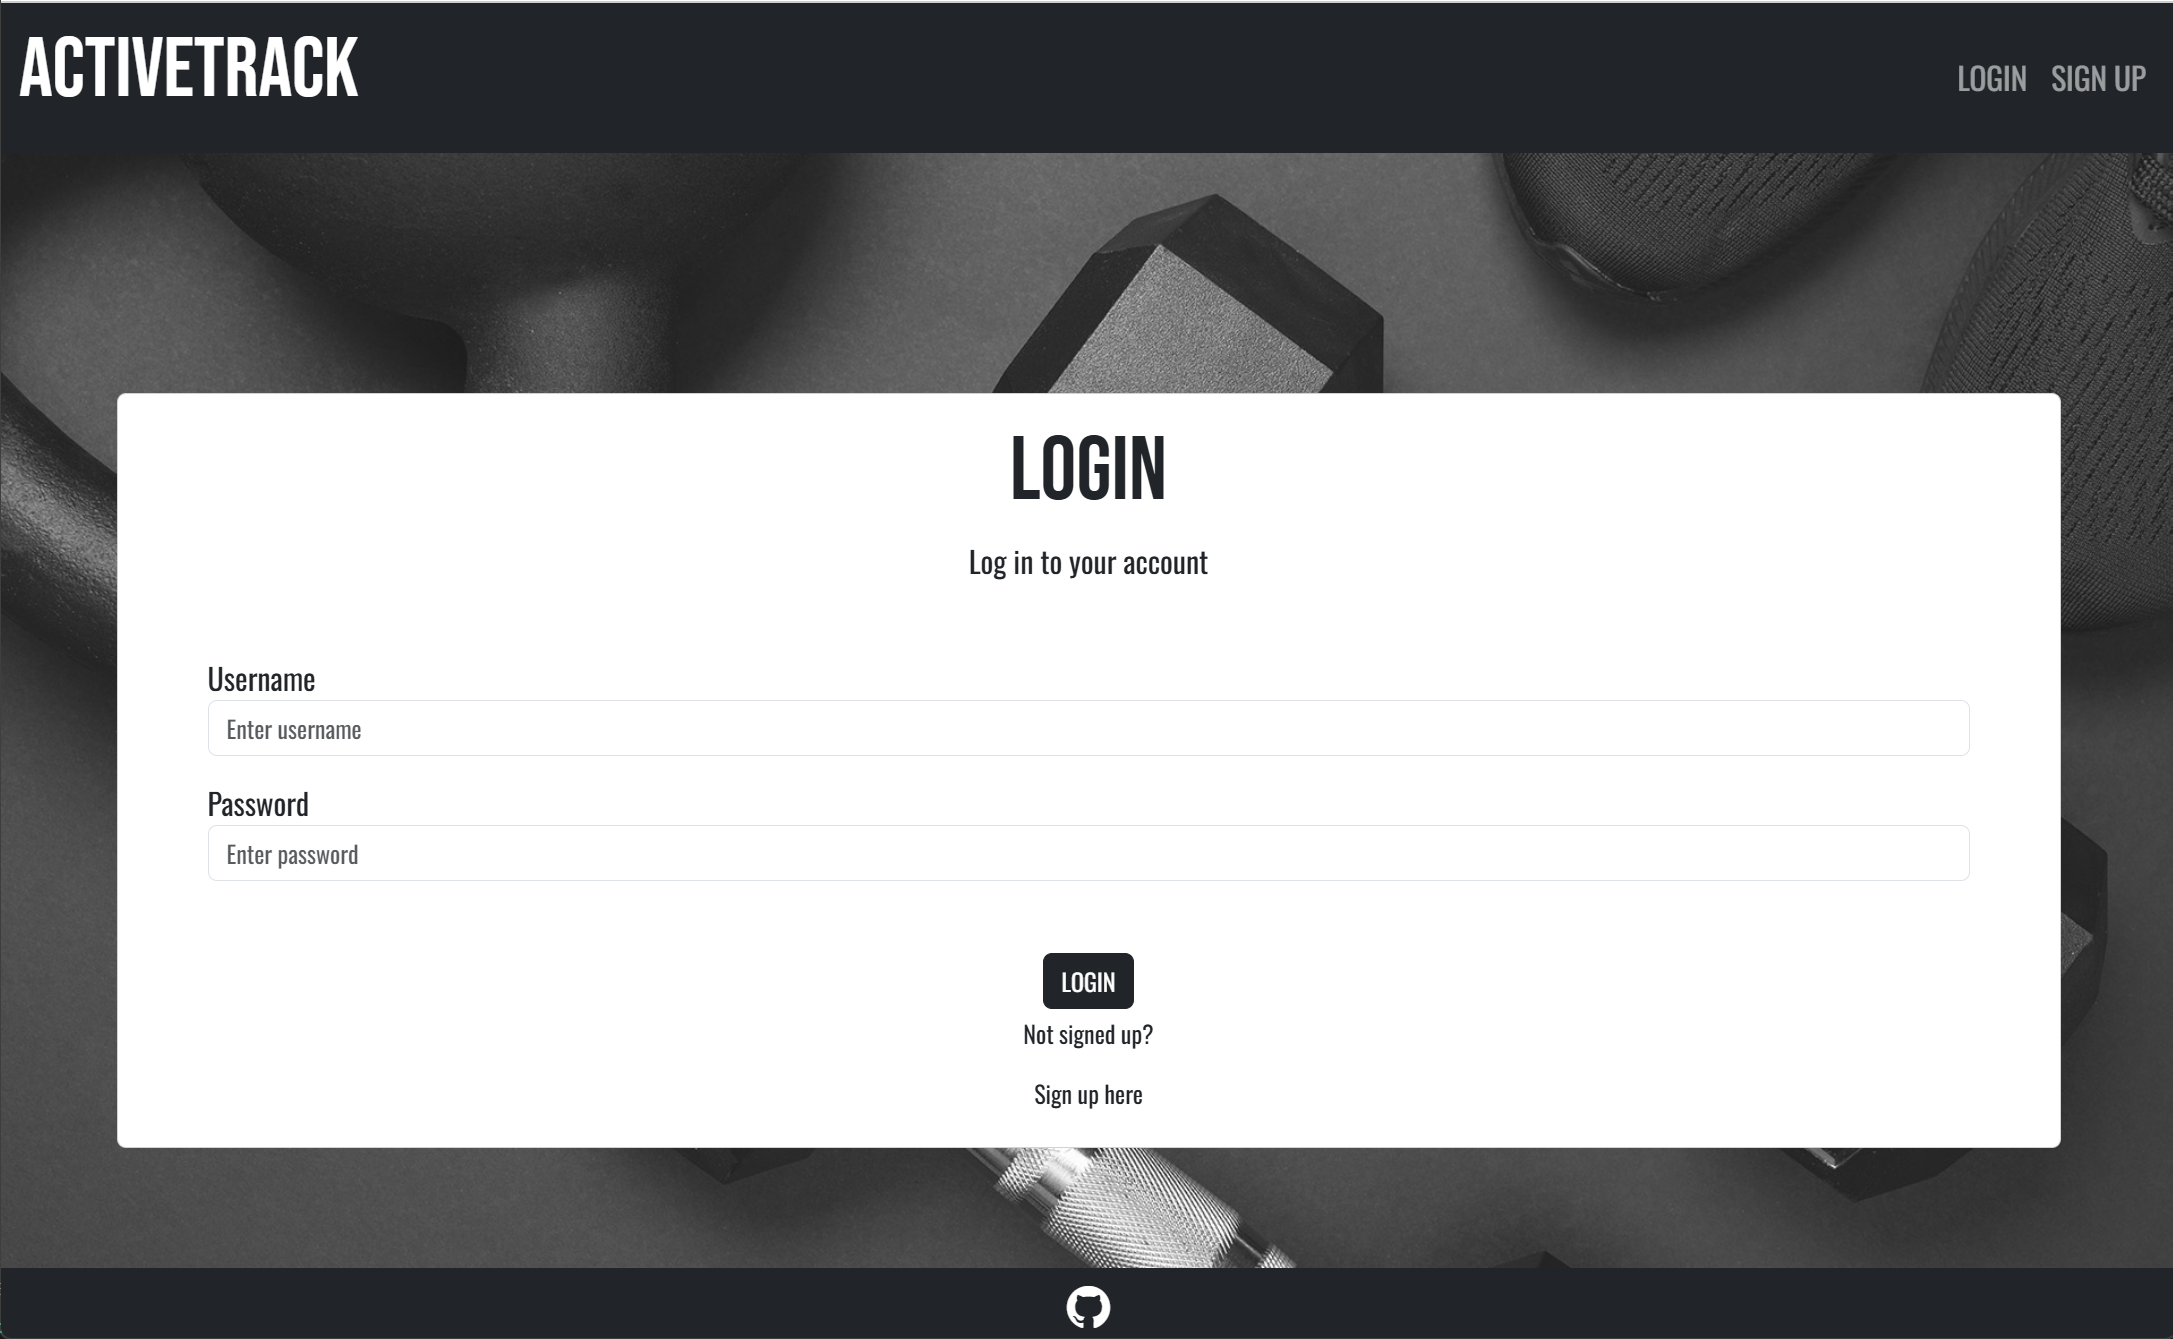 ACTIVETRACK
LOGIN SIGN UP
LOGIN
Log in to your account
Username
Enter username
Password
Enter password
LOGIN
Not signed up?
Sign up here